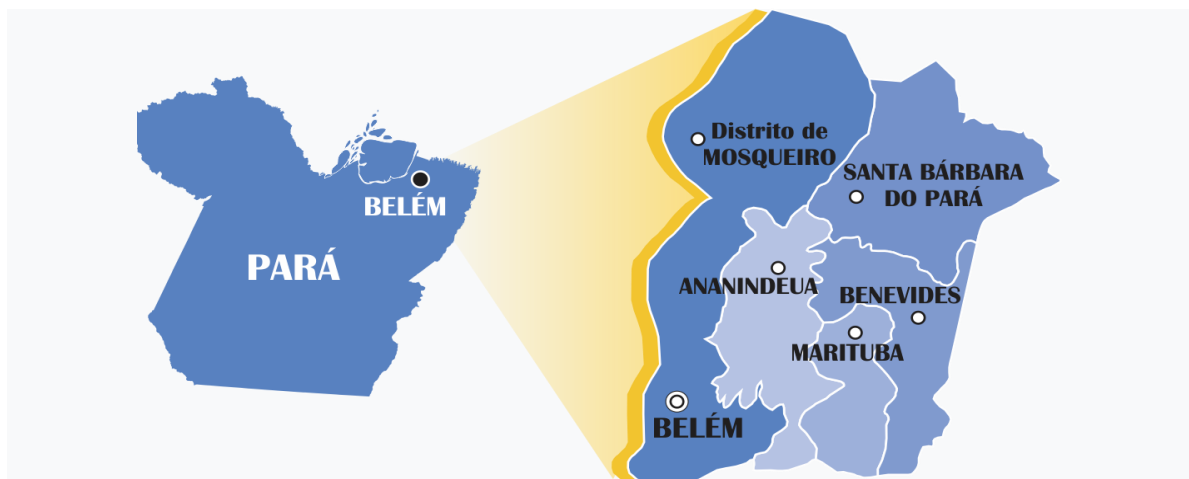 BELÉM
PARÁ
Distrito de
MOSQUEIRO
SANTA BÁRBARA
DO PARÁ
ANANINDEUA
BENEVIDES
MARITUBA
BELÉM